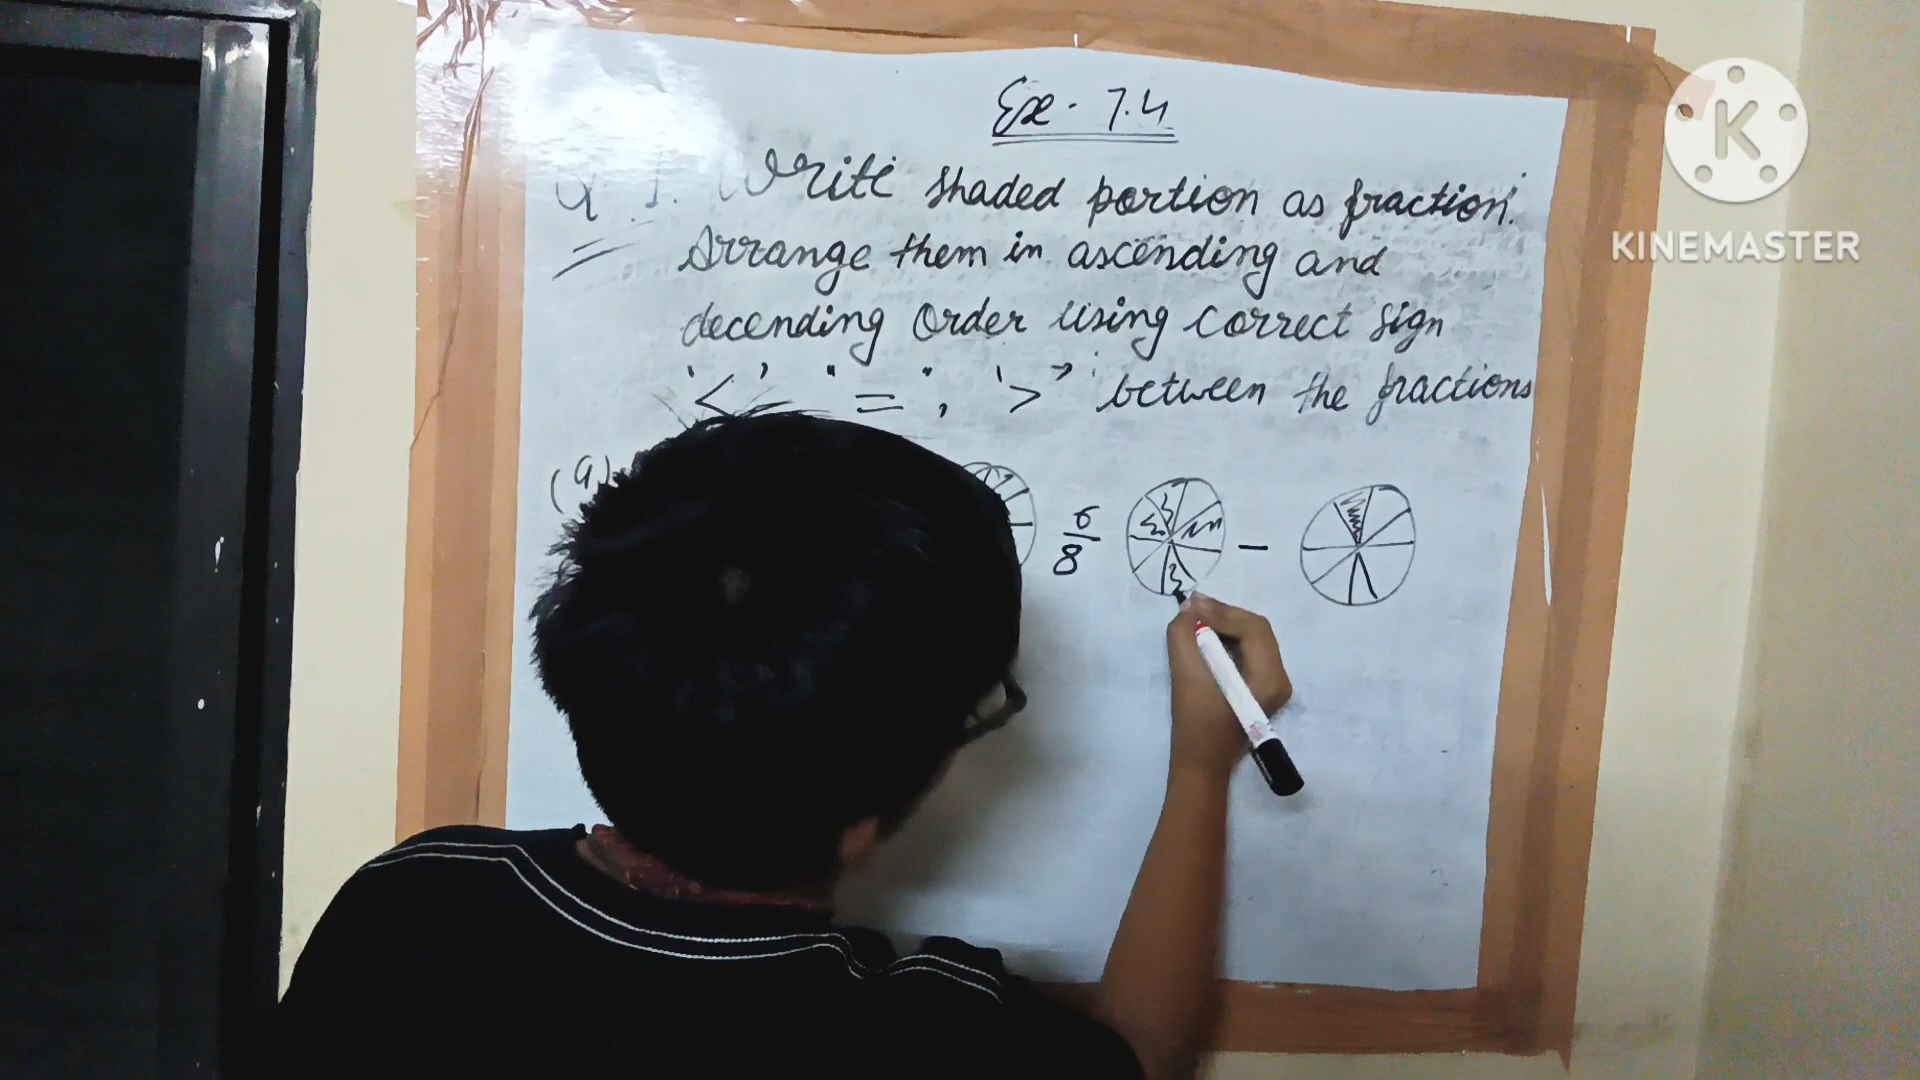 Ex - 7.4
Q 1. Write shaded portion as fraction.
Arrange them in ascending and
decending order using correct sign
'<' "=", '>' between the fractions
(a)
6/8 -
K
KINEMASTER